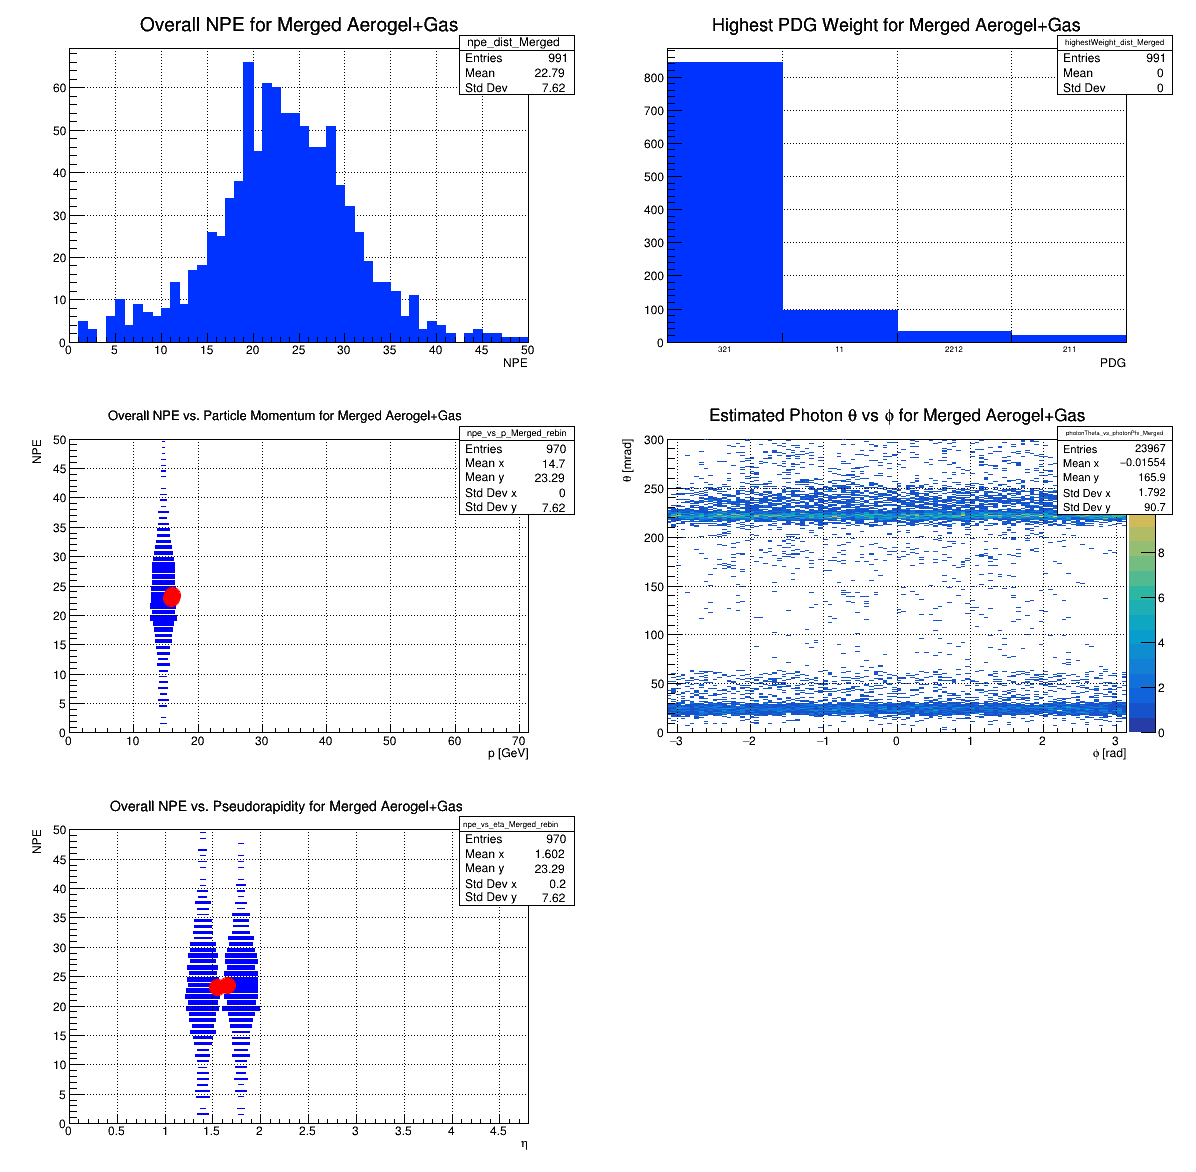 Overall NPE for Merged Aerogel+Gas
npe_dist_Merged
Entries 991
Mean 22.79
Std Dev 7.62
60
50
40
30
20
10
0
0 5 10 15 20 25 30 35 40 45 50
NPE
Highest PDG Weight for Merged Aerogel+Gas
highestWeight_dist_Merged
Entries 991
Mean 0
Std Dev 0
800
700
600
500
400
300
200
100
0
321 11 2212 211
PDG
Overall NPE vs. Particle Momentum for Merged Aerogel+Gas
NPE
npe_vs_p_Merged_rebin
Entries 970
Mean x 14.7
Mean y 23.29
Std Dev x 0
Std Dev y 7.62
50
45
40
35
30
25
20
15
10
5
0
0 10 20 30 40 50 60 70
p [GeV]
Estimated Photon θ vs ϕ for Merged Aerogel+Gas
θ [mrad]
photonTheta_vs_photonPhi_Merged
Entries 23967
Mean x −0.01554
Mean y 165.9
Std Dev x 1.792
Std Dev y 90.7
300
250
200
150
100
50
0
−3 −2 −1 0 1 2 3
ϕ [rad]
8
6
4
2
0
Overall NPE vs. Pseudorapidity for Merged Aerogel+Gas
NPE
npe_vs_eta_Merged_rebin
Entries 970
Mean x 1.602
Mean y 23.29
Std Dev x 0.2
Std Dev y 7.62
50
45
40
35
30
25
20
15
10
5
0
0 0.5 1 1.5 2 2.5 3 3.5 4 4.5
η